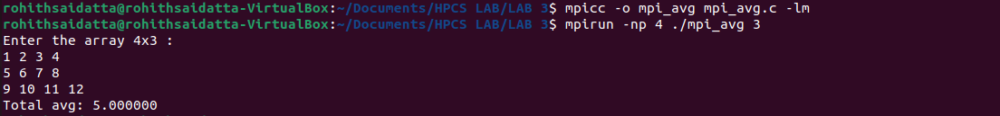 rohithsaidatta@rohithsaidatta-VirtualBox:~/Documents/HPCS LAB/LAB 3$ mpicc -o mpi_avg mpi_avg.c -lm
rohithsaidatta@rohithsaidatta-VirtualBox:~/Documents/HPCS LAB/LAB 3$ mpirun -np 4 ./mpi_avg 3
Enter the array 4x3 :
1 2 3 4
5 6 7 8
9 10 11 12
Total avg: 5.000000